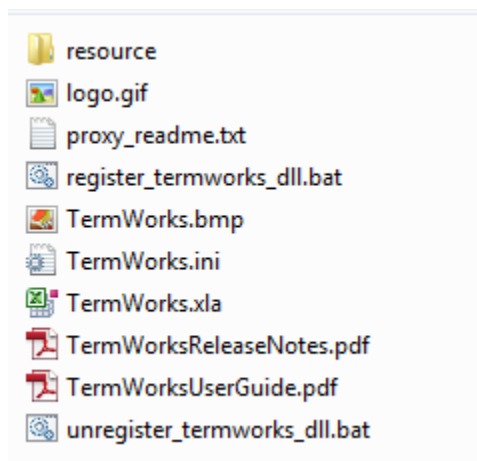 resource
logo.gif
proxy_readme.txt
register_termworks_dll.bat
TermWorks.bmp
TermWorks.ini
TermWorks.xla
TermWorksReleaseNotes.pdf
TermWorksUserGuide.pdf
unregister_termworks_dll.bat